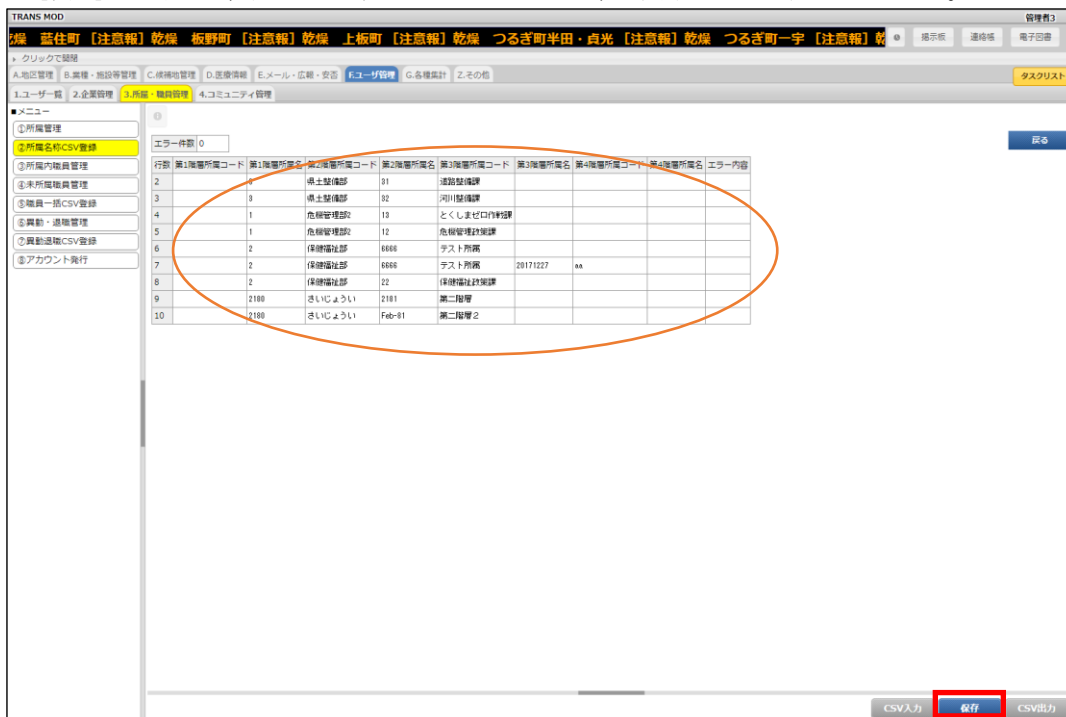 TRANS MOD 管理者3
燥 藍住町 [注意報] 乾燥 板野町 [注意報] 乾燥 上板町 [注意報] 乾燥 つるぎ町半田・貞光 [注意報] 乾燥 つるぎ町一宇 [注意報] 乾 掲示板 連絡帳 電子図書
▸ クリックで開閉
A.地区管理 B.業種・施設等管理 C.候補地管理 D.医療情報 E.メール・広報・安否 F.ユーザ管理 G.各種集計 Z.その他 タスクリスト
1.ユーザ一覧 2.企業管理 3.所属・職員管理 4.コミュニティ管理
■メニュー
①所属管理
②所属名称CSV登録
③所属内職員管理
④未所属職員管理
⑤職員一括CSV登録
⑥異動・退職管理
⑦異動退職CSV登録
⑧アカウント発行
エラー件数 0 戻る
行数 第1階層所属コード 第1階層所属名 第2階層所属コード 第2階層所属名 第3階層所属コード 第3階層所属名 第4階層所属コード 第4階層所属名 エラー内容
2 3 県土整備部 31 道路整備課
3 3 県土整備部 32 河川整備課
4 1 危機管理部2 13 とくしまゼロ作戦課
5 1 危機管理部2 12 危機管理政策課
6 2 保健福祉部 6666 テスト所属
7 2 保健福祉部 6666 テスト所属 20171227 aa
8 2 保健福祉部 22 保健福祉政策課
9 2180 さいじょうい 2181 第二階層
10 2180 さいじょうい Feb-81 第二階層2
CSV入力 保存 CSV出力